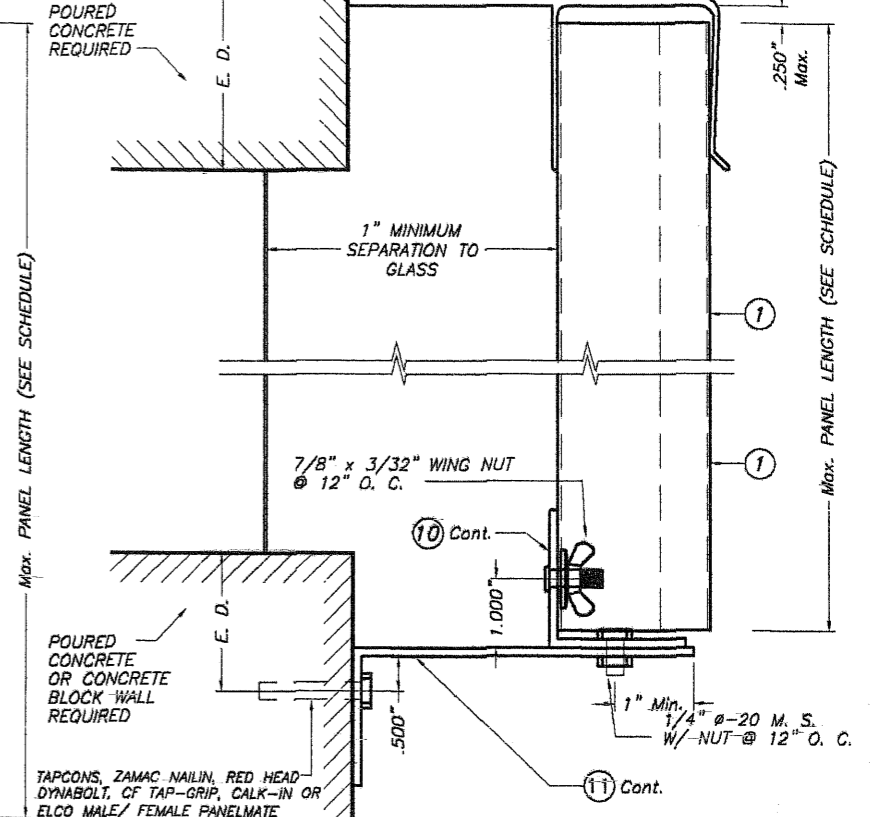 POURED
CONCRETE
REQUIRED
E. D.
.250"
Max.
1" MINIMUM
SEPARATION TO
GLASS
Max. PANEL LENGTH (SEE SCHEDULE)
Max. PANEL LENGTH (SEE SCHEDULE)
1
1
7/8" x 3/32" WING NUT
@ 12" O. C.
10 Cont.
1.000"
E. D.
POURED
CONCRETE
OR CONCRETE
BLOCK WALL
REQUIRED
.500"
1" Min.
1/4" ø-20 M. S.
W/ NUT @ 12" O. C.
TAPCONS, ZAMAC NAILIN, RED HEAD
DYNABOLT, CF TAP-GRIP, CALK-IN OR
ELCO MALE/ FEMALE PANELMATE
11 Cont.